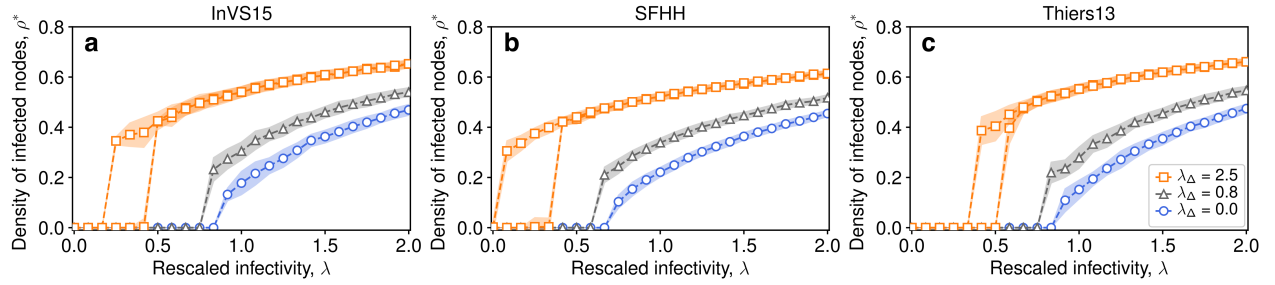 InVS15
a
Density of infected nodes, ρ*
0.8
0.6
0.4
0.2
0.0
0.0 0.5 1.0 1.5 2.0
Rescaled infectivity, λ
SFHH
b
Density of infected nodes, ρ*
0.8
0.6
0.4
0.2
0.0
0.0 0.5 1.0 1.5 2.0
Rescaled infectivity, λ
Thiers13
c
Density of infected nodes, ρ*
0.8
0.6
0.4
0.2
0.0
0.0 0.5 1.0 1.5 2.0
Rescaled infectivity, λ
λΔ = 2.5
λΔ = 0.8
λΔ = 0.0